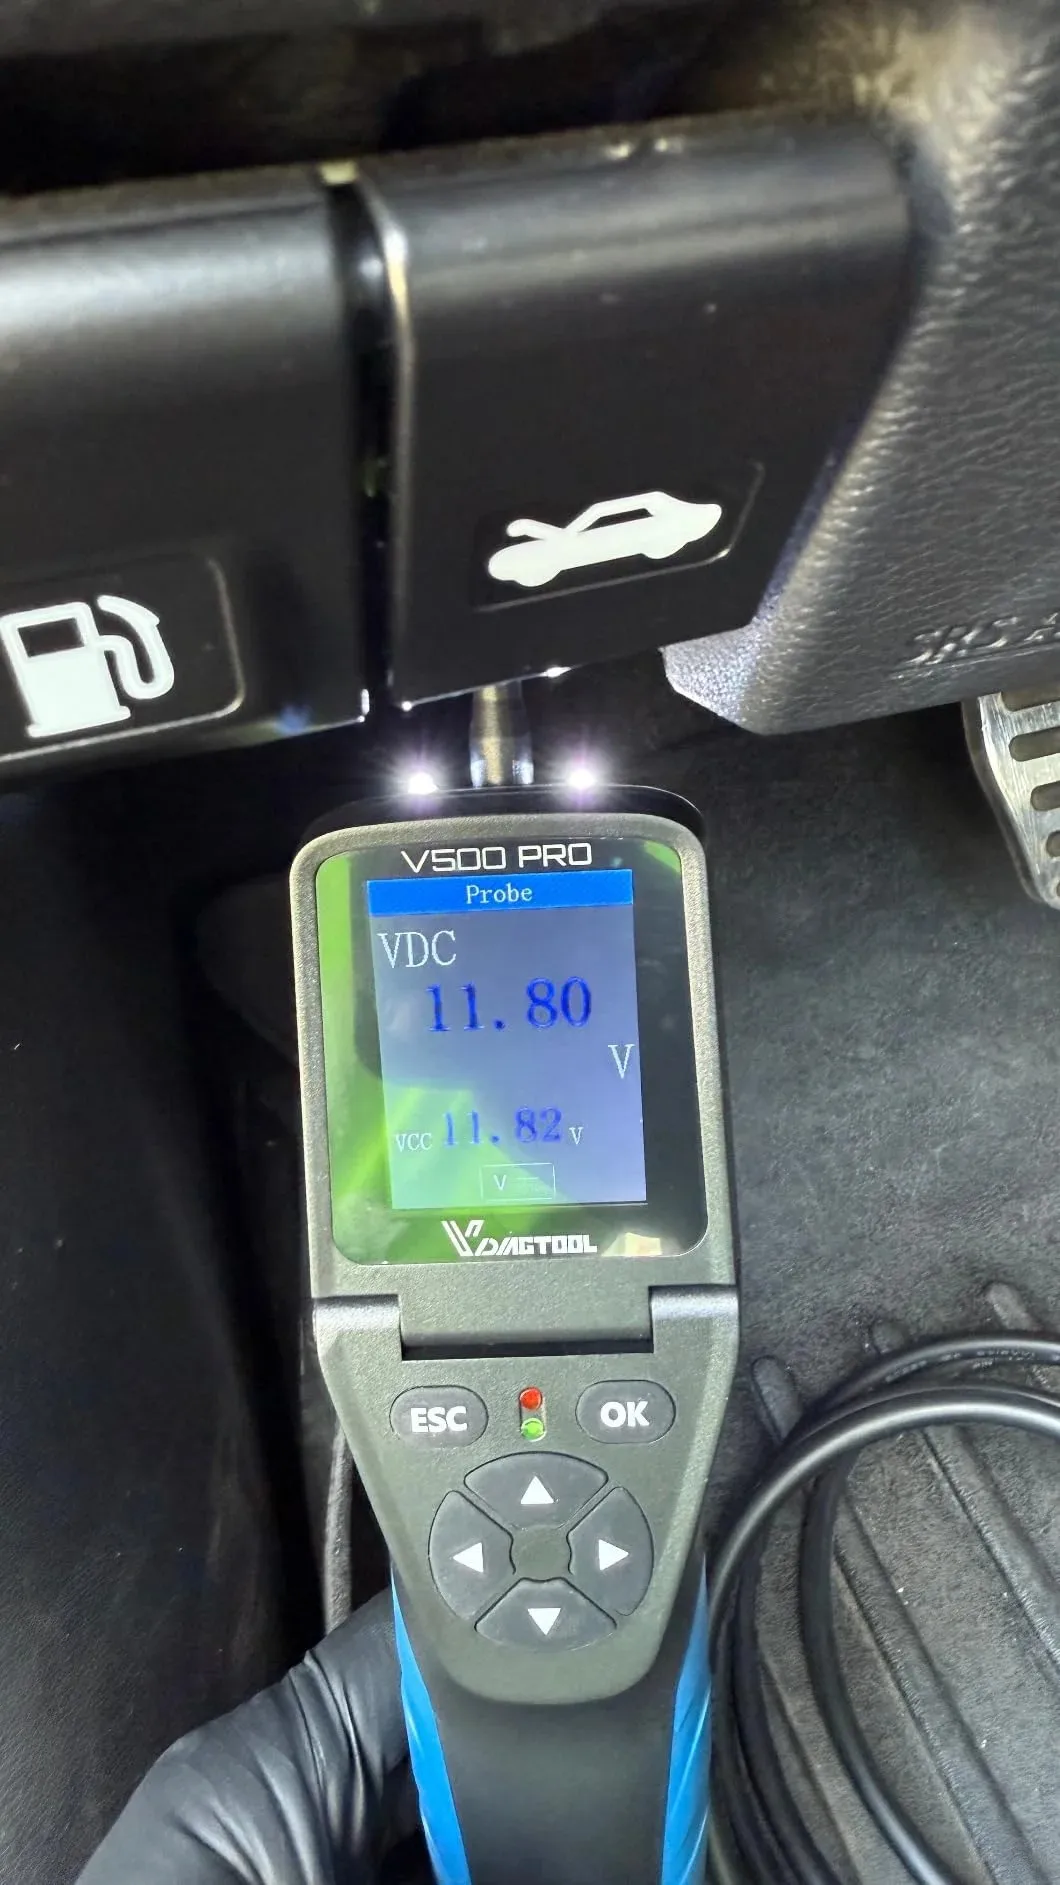 V500 PRO
Probe
VDC
11.80
V
VCC 11.82 V
V
VDIAGTOOL
ESC
OK